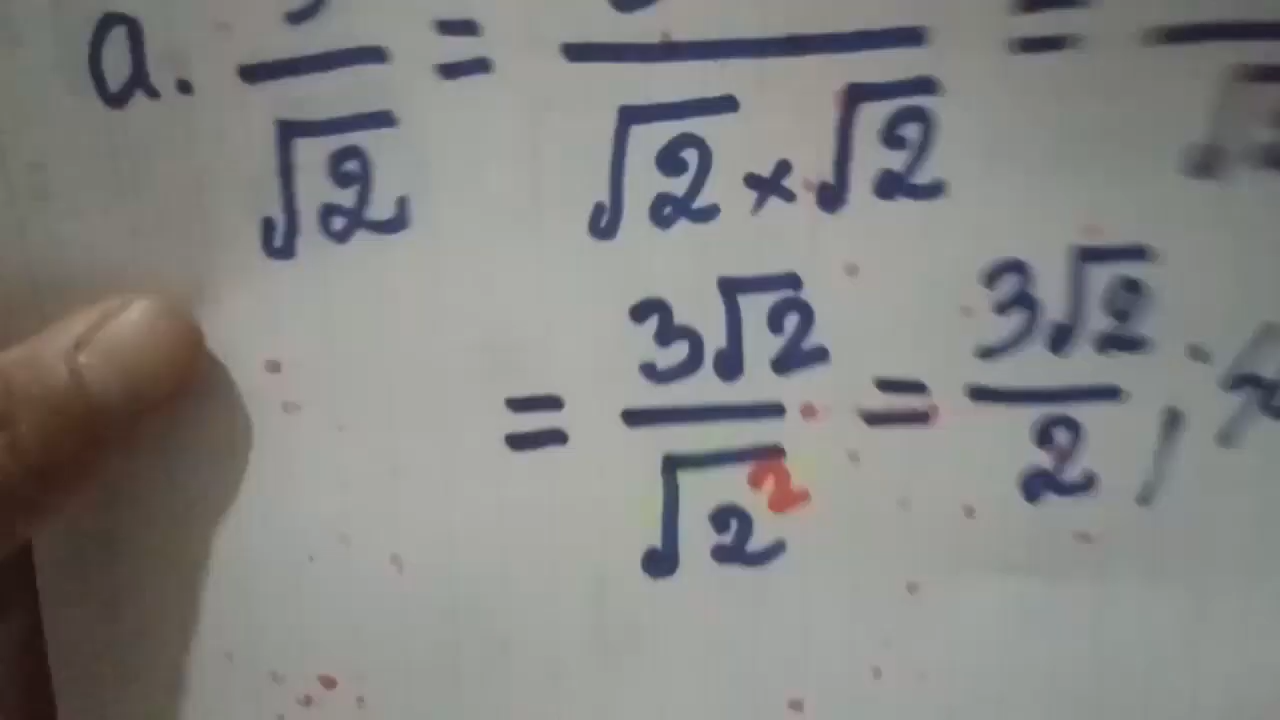 a. /√2 = /√2 × √2 =
= 3√2/√2² = 3√2/2